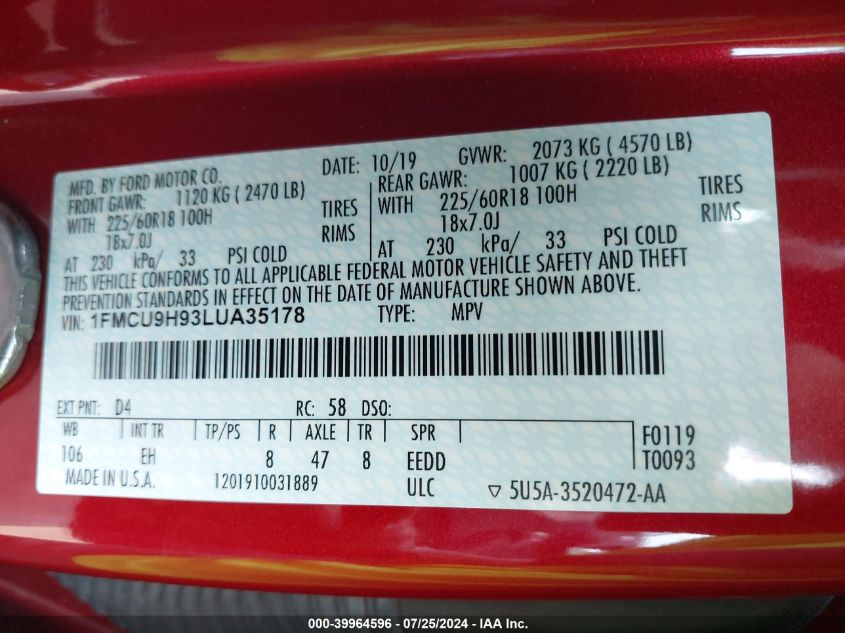 MFD. BY FORD MOTOR CO. DATE: 10/19 GVWR: 2073 KG ( 4570 LB)
FRONT GAWR: 1120 KG ( 2470 LB) REAR GAWR: 1007 KG ( 2220 LB)
WITH 225/60R18 100H TIRES WITH 225/60R18 100H TIRES
18x7.0J RIMS 18x7.0J RIMS
AT 230 kPa/ 33 PSI COLD AT 230 kPa/ 33 PSI COLD
THIS VEHICLE CONFORMS TO ALL APPLICABLE FEDERAL MOTOR VEHICLE SAFETY AND THEFT
PREVENTION STANDARDS IN EFFECT ON THE DATE OF MANUFACTURE SHOWN ABOVE.
VIN: 1FMCU9H93LUA35178 TYPE: MPV
EXT PNT: D4 RC: 58 DSO:
WB INT TR TP/PS R AXLE TR SPR F0119
106 EH 8 47 8 EEDD T0093
MADE IN U.S.A. 1201910031889 ULC ▽ 5U5A-3520472-AA
000-39964596 - 07/25/2024 - IAA Inc.